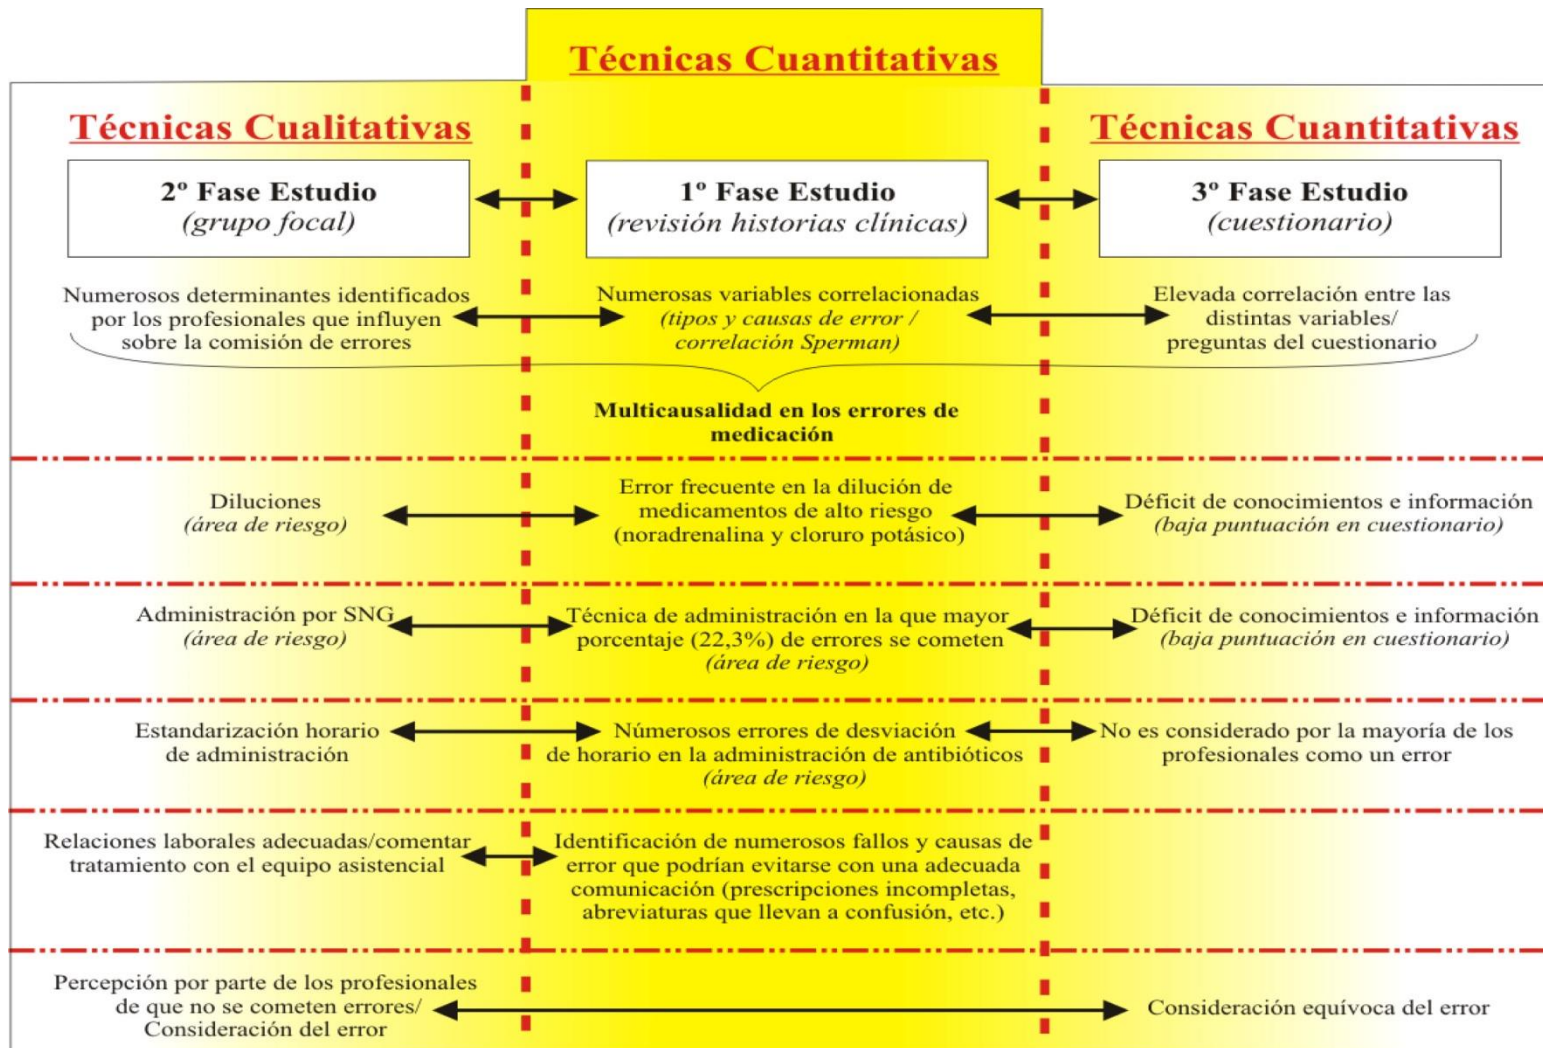 Técnicas Cuantitativas
Técnicas Cualitativas
Técnicas Cuantitativas
2º Fase Estudio
(grupo focal)
1º Fase Estudio
(revisión historias clínicas)
3º Fase Estudio
(cuestionario)
Numerosos determinantes identificados
por los profesionales que influyen
sobre la comisión de errores
Numerosas variables correlacionadas
(tipos y causas de error /
correlación Sperman)
Elevada correlación entre las
distintas variables/
preguntas del cuestionario
Multicausalidad en los errores de
medicación
Diluciones
(área de riesgo)
Error frecuente en la dilución de
medicamentos de alto riesgo
(noradrenalina y cloruro potásico)
Déficit de conocimientos e información
(baja puntuación en cuestionario)
Administración por SNG
(área de riesgo)
Técnica de administración en la que mayor
porcentaje (22,3%) de errores se cometen
(área de riesgo)
Déficit de conocimientos e información
(baja puntuación en cuestionario)
Estandarización horario
de administración
Númerosos errores de desviación
de horario en la administración de antibióticos
(área de riesgo)
No es considerado por la mayoría de los
profesionales como un error
Relaciones laborales adecuadas/comentar
tratamiento con el equipo asistencial
Identificación de numerosos fallos y causas de
error que podrían evitarse con una adecuada
comunicación (prescripciones incompletas,
abreviaturas que llevan a confusión, etc.)
Percepción por parte de los profesionales
de que no se cometen errores/
Consideración del error
Consideración equívoca del error